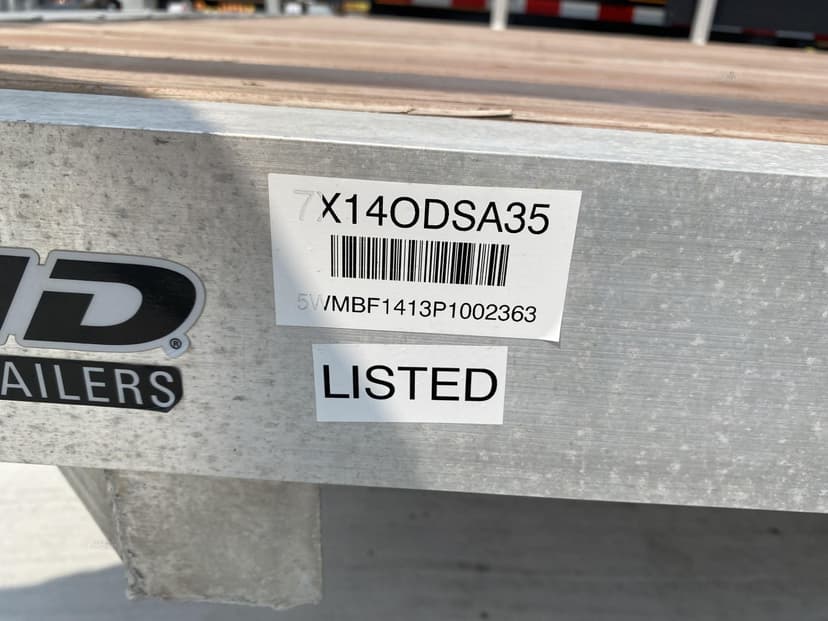 7X14ODSA35
5WMBF1413P1002363
LISTED
D®
AILERS